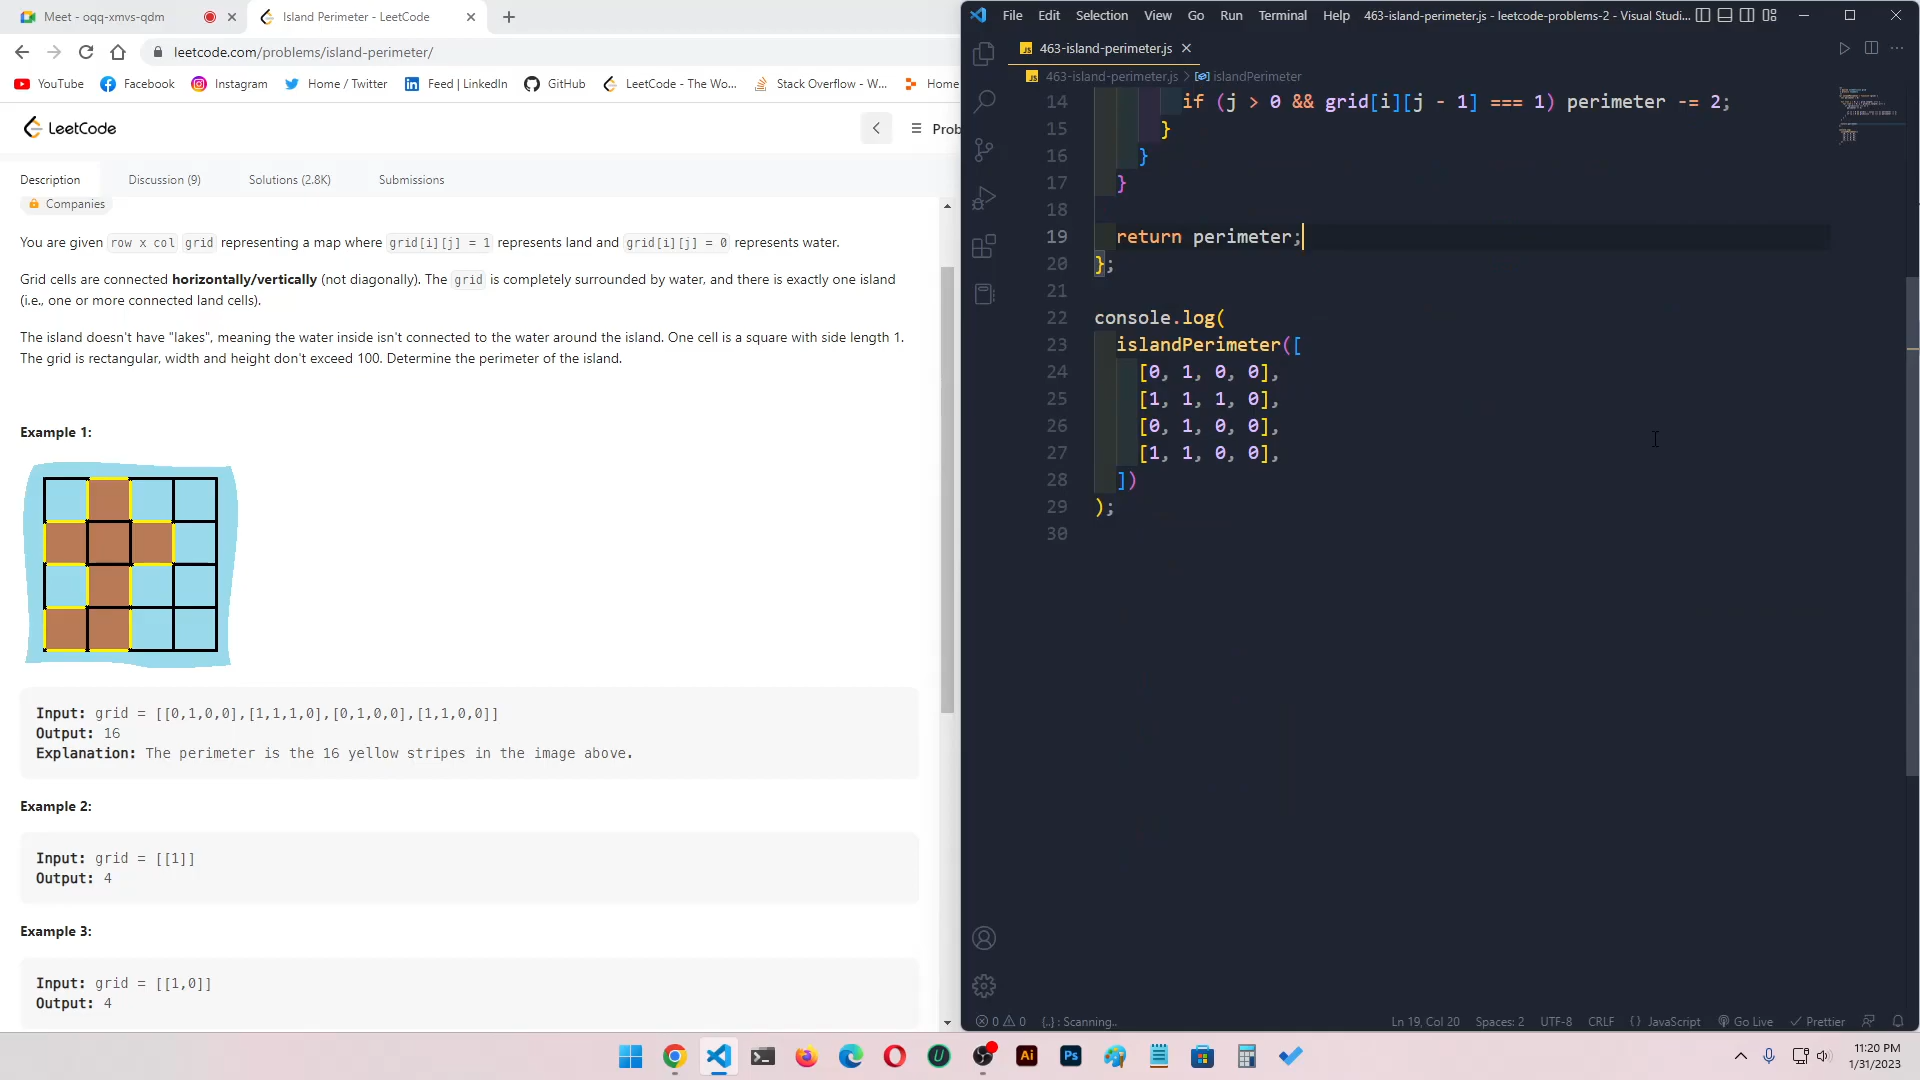 Meet - oqq-xmvs-qdm
Island Perimeter - LeetCode
leetcode.com/problems/island-perimeter/
YouTube
Facebook
Instagram
Home / Twitter
Feed | LinkedIn
GitHub
LeetCode - The Wo...
Stack Overflow - W...
Home
LeetCode
Prob
Description
Discussion (9)
Solutions (2.8K)
Submissions
Companies
You are given row x col grid representing a map where grid[i][j] = 1 represents land and grid[i][j] = 0 represents water.
Grid cells are connected horizontally/vertically (not diagonally). The grid is completely surrounded by water, and there is exactly one island
(i.e., one or more connected land cells).
The island doesn't have "lakes", meaning the water inside isn't connected to the water around the island. One cell is a square with side length 1.
The grid is rectangular, width and height don't exceed 100. Determine the perimeter of the island.
Example 1:
Input: grid = [[0,1,0,0],[1,1,1,0],[0,1,0,0],[1,1,0,0]]
Output: 16
Explanation: The perimeter is the 16 yellow stripes in the image above.
Example 2:
Input: grid = [[1]]
Output: 4
Example 3:
Input: grid = [[1,0]]
Output: 4
File Edit Selection View Go Run Terminal Help 463-island-perimeter.js - leetcode-problems-2 - Visual Studi...
JS 463-island-perimeter.js
JS 463-island-perimeter.js > islandPerimeter
14 if (j > 0 && grid[i][j - 1] === 1) perimeter -= 2;
15 }
16 }
17 }
18
19 return perimeter;
20 };
21
22 console.log(
23 islandPerimeter([
24 [0, 1, 0, 0],
25 [1, 1, 1, 0],
26 [0, 1, 0, 0],
27 [1, 1, 0, 0],
28 ])
29 );
30
0 0 {..} : Scanning.. Ln 19, Col 20 Spaces: 2 UTF-8 CRLF {} JavaScript Go Live Prettier
U Ai Ps
11:20 PM
1/31/2023